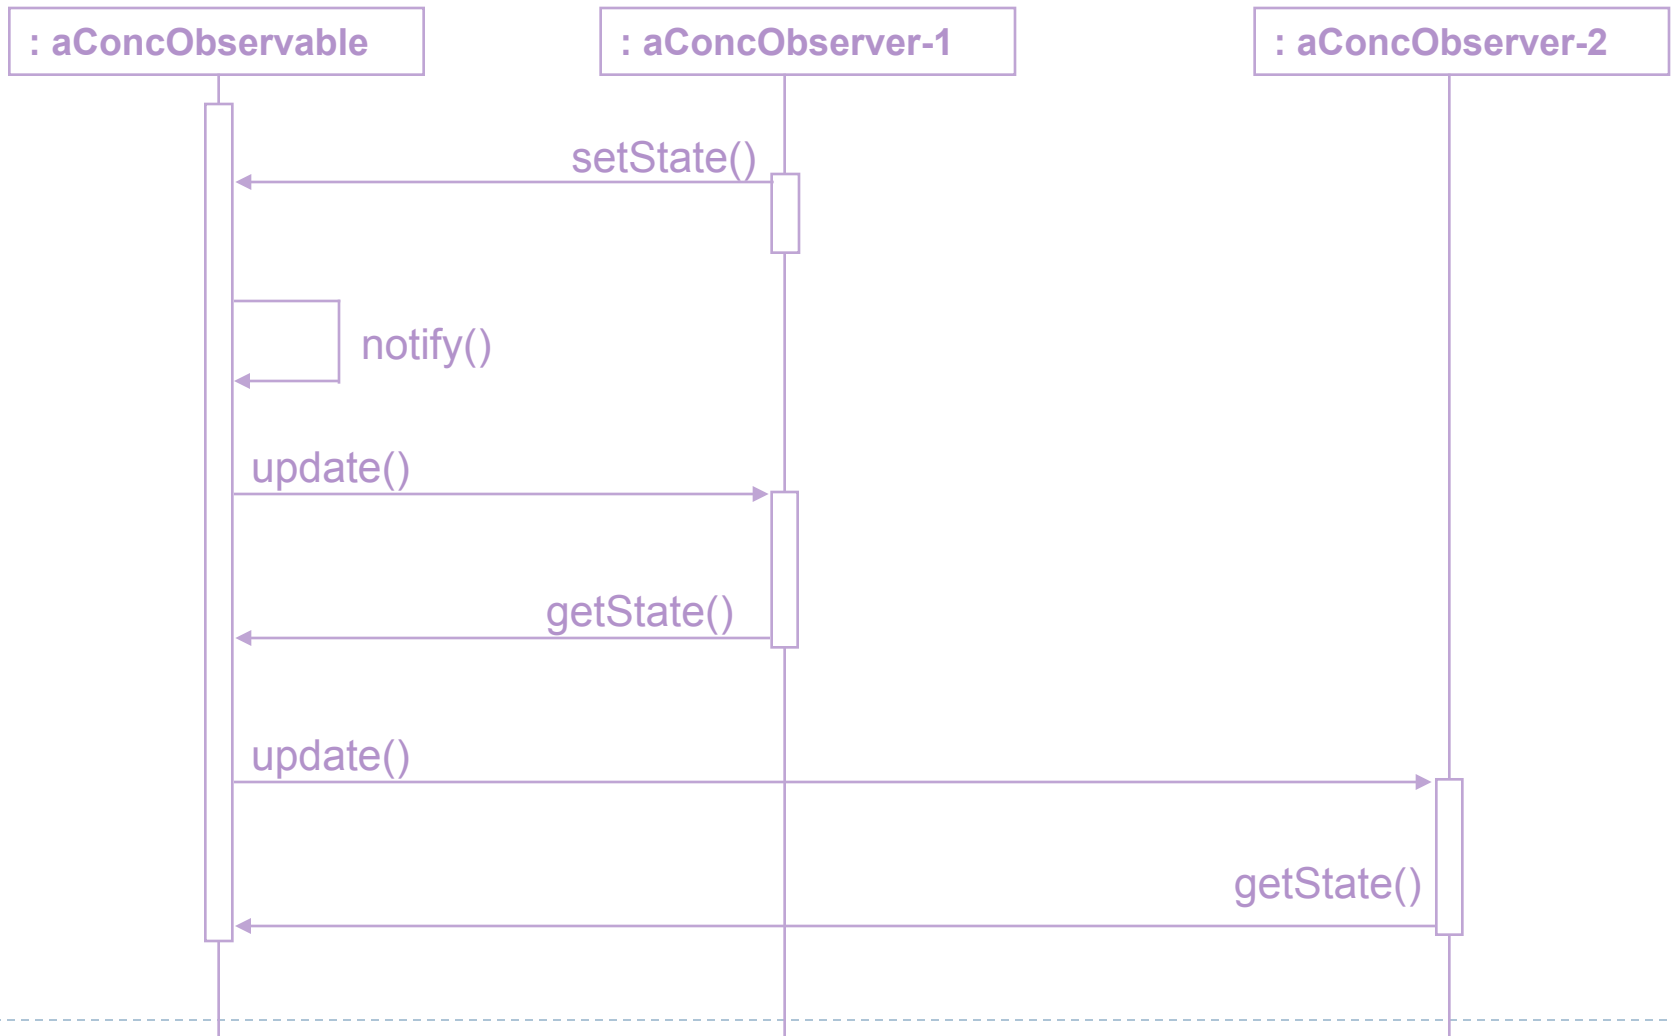 : aConcObservable
: aConcObserver-1
: aConcObserver-2
setState()
notify()
update()
getState()
update()
getState()